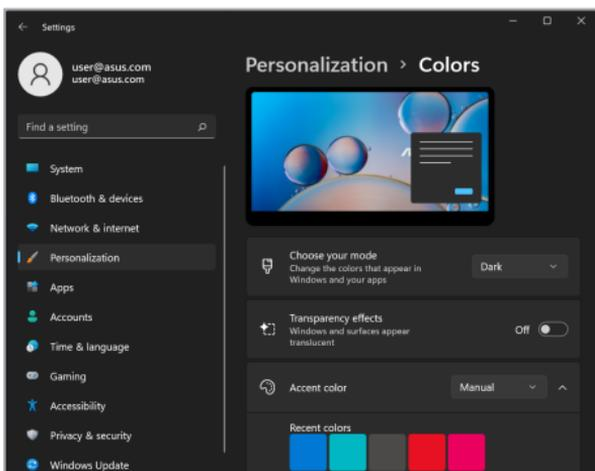 Settings
user@asus.com
user@asus.com
Find a setting
System
Bluetooth & devices
Network & internet
Personalization
Apps
Accounts
Time & language
Gaming
Accessibility
Privacy & security
Windows Update
Personalization > Colors
Choose your mode
Change the colors that appear in
Windows and your apps
Dark
Transparency effects
Windows and surfaces appear
translucent
Off
Accent color
Manual
Recent colors